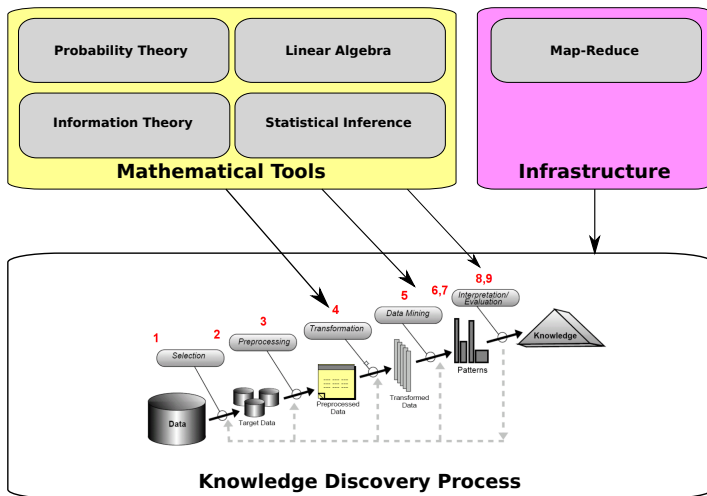 Probability Theory
Linear Algebra
Map-Reduce
Information Theory
Statistical Inference
Mathematical Tools
Infrastructure
8,9
6,7
5
4
3
2
1
Interpretation/
Evaluation
Data Mining
Transformation
Preprocessing
Selection
Knowledge
Patterns
Transformed
Data
Preprocessed
Data
Target Data
Data
Knowledge Discovery Process